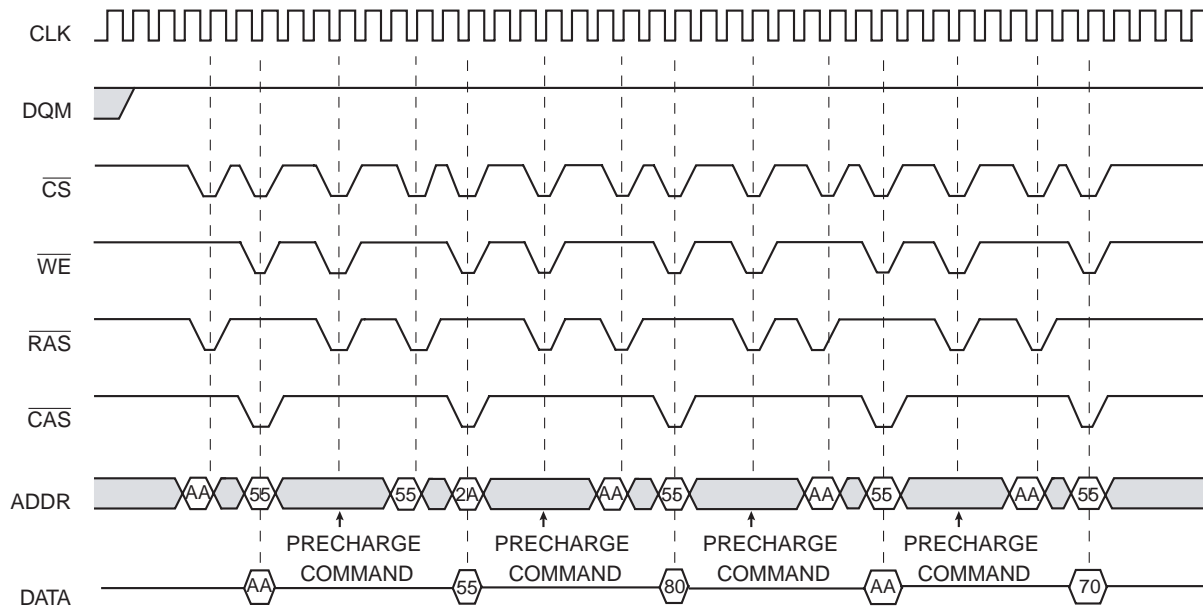 CLK
DQM
CS
WE
RAS
CAS
ADDR AA 55 55 2A AA 55 AA 55 AA 55
PRECHARGE COMMAND PRECHARGE COMMAND PRECHARGE COMMAND PRECHARGE COMMAND
DATA AA 55 80 AA 70